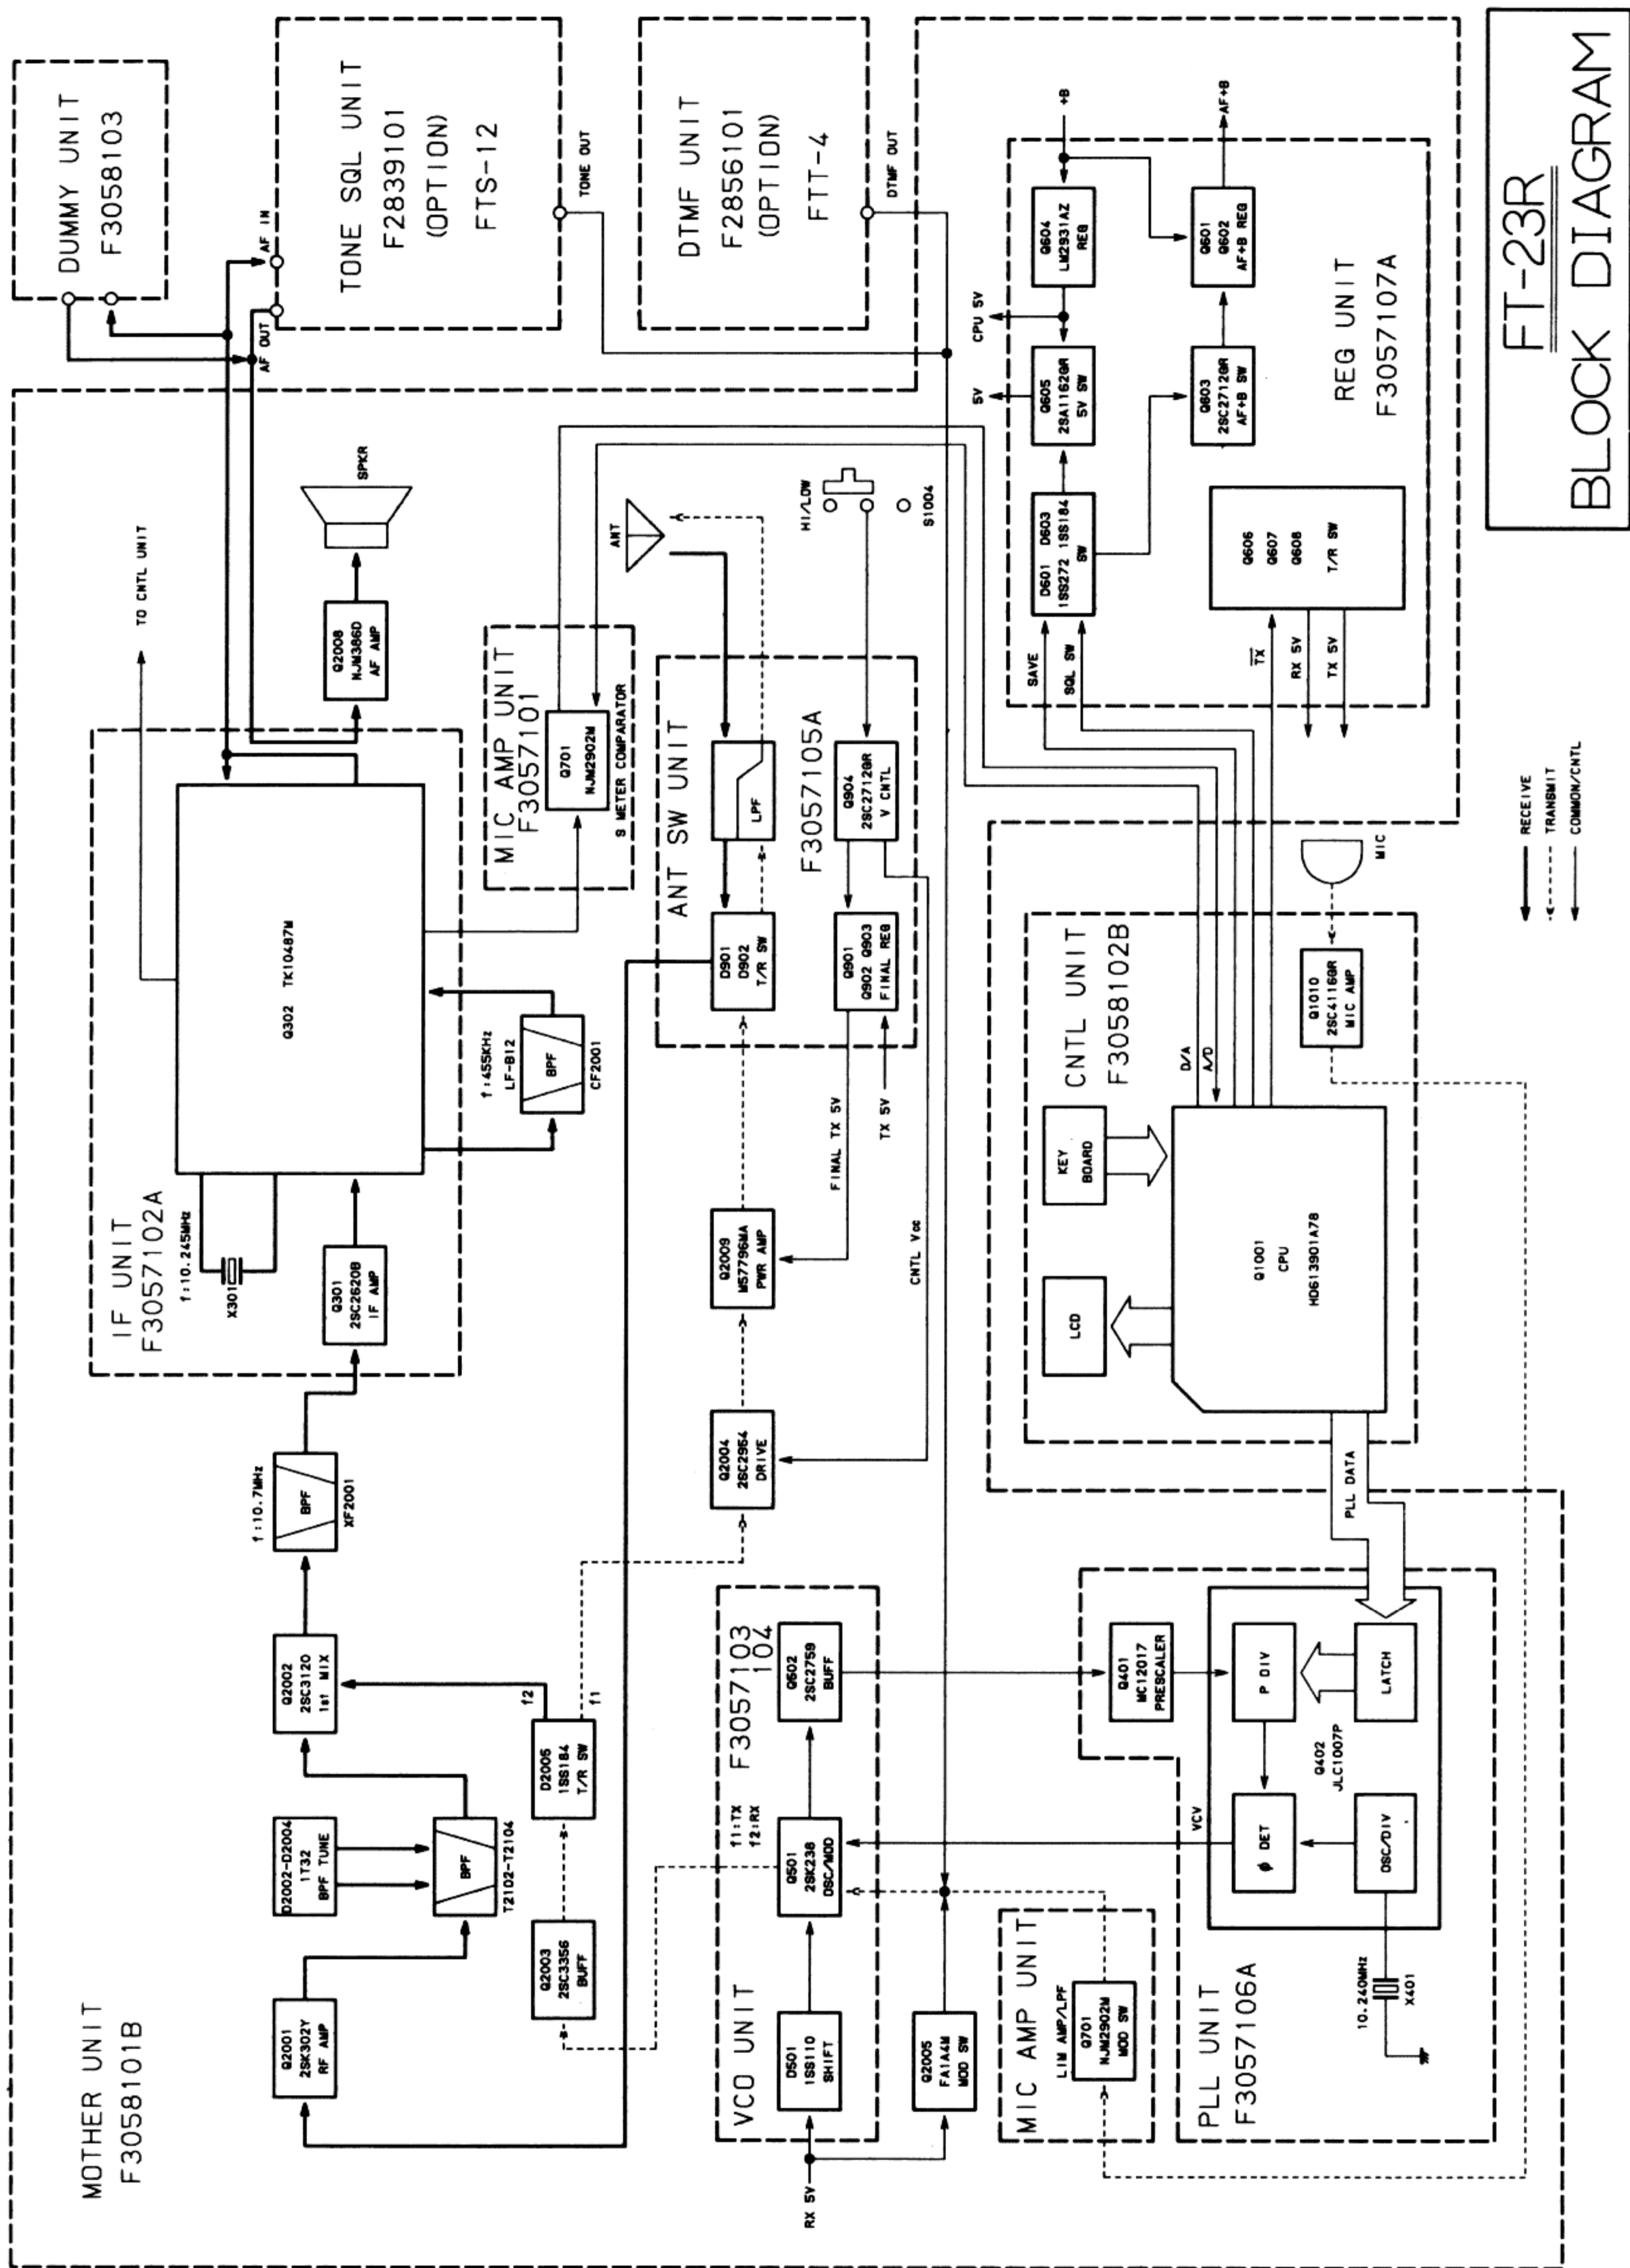 MOTHER UNIT
F3058101B
Q2001
2SK302Y
RF AMP
D2002-D2004
1T32
BPF TUNE
BPF
T2102-T2104
Q2002
2SC3120
1st MIX
f:10.7MHz
BPF
XF2001
IF UNIT
F3057102A
f:10.245MHz
X301
Q301
2SC2620B
IF AMP
Q302 TK10487M
TO CNTL UNIT
f:455KHz
LF-B12
BPF
CF2001
Q2008
NJM386D
AF AMP
SPKR
DUMMY UNIT
F3058103
AF OUT
AF IN
TONE SQL UNIT
F2839101
(OPTION)
FTS-12
TONE OUT
DTMF UNIT
F2856101
(OPTION)
FTT-4
DTMF OUT
MIC AMP UNIT
F3057101
Q701
NJM2902M
S METER COMPARATOR
Q2003
2SC3356
BUFF
D2005
1SS184
T/R SW
f2
f1
Q2004
2SC2954
DRIVE
Q2009
M57796MA
PWR AMP
ANT SW UNIT
F3057105A
D901
D902
T/R SW
LPF
ANT
Q901
Q902 Q903
FINAL REG
Q904
2SC2712GR
V CNTL
HI/LOW
S1004
FINAL TX 5V
TX 5V
CNTL Vcc
VCO UNIT
F3057103
104
f1:TX
f2:RX
D501
1SS110
SHIFT
Q501
2SK238
OSC/MOD
Q502
2SC2759
BUFF
RX 5V
Q2005
FA1A4M
MOD SW
MIC AMP UNIT
LIM AMP/LPF
Q701
NJM2902M
MOD SW
VCV
PLL UNIT
F3057106A
Q401
MC12017
PRESCALER
P DIV
ϕ DET
Q402
JLC1007P
OSC/DIV
LATCH
10.240MHz
X401
PLL DATA
CNTL UNIT
F3058102B
LCD
KEY
BOARD
Q1001
CPU
HD613901A78
D/A
A/D
Q1010
2SC4116GR
MIC AMP
MIC
SAVE
SQL SW
TX
RX 5V
TX 5V
D601 D603
1SS272 1SS184
SW
Q605
2SA1162GR
5V SW
5V
CPU 5V
Q604
LM2931AZ
REG
+B
Q603
2SC2712GR
AF+B SW
Q601
Q602
AF+B REG
AF+B
Q606
Q607
Q608
T/R SW
REG UNIT
F3057107A
RECEIVE
TRANSMIT
COMMON/CNTL
FT-23R
BLOCK DIAGRAM